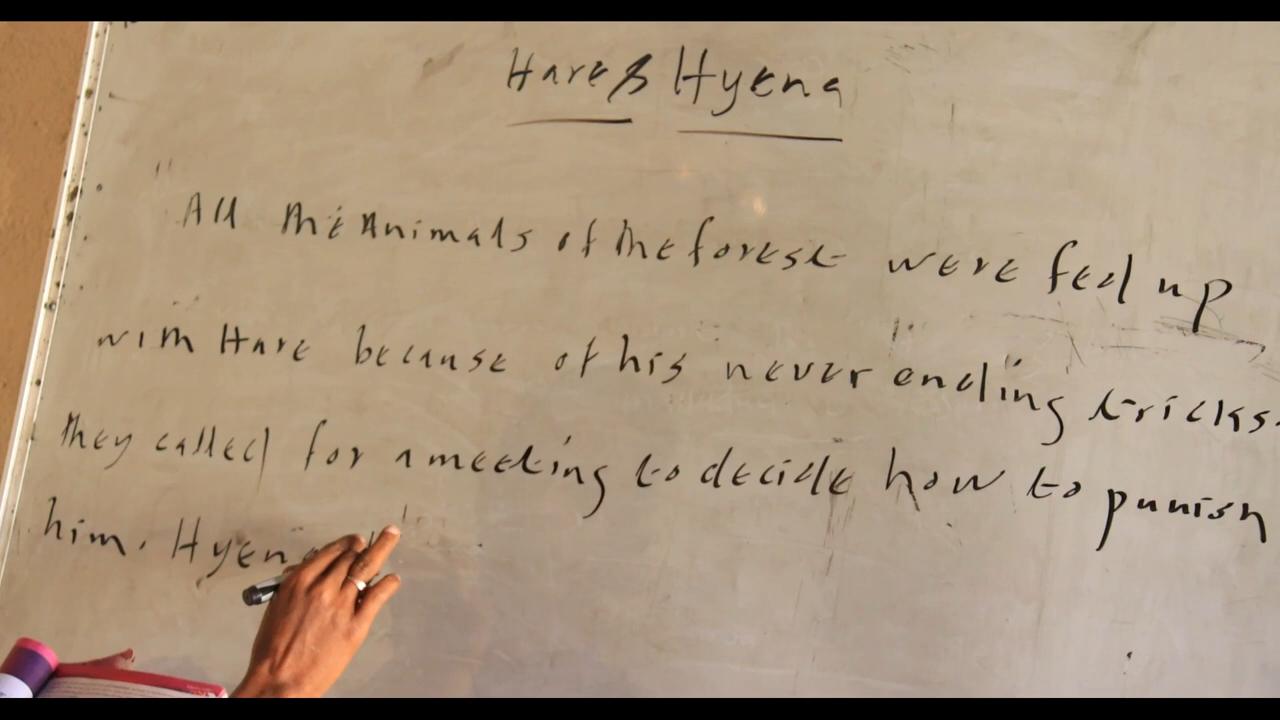 Hare & Hyena
All the Animals of the forest were feel up
with Hare because of his never ending tricks.
They called for a meeting to decide how to punish
him. Hyena